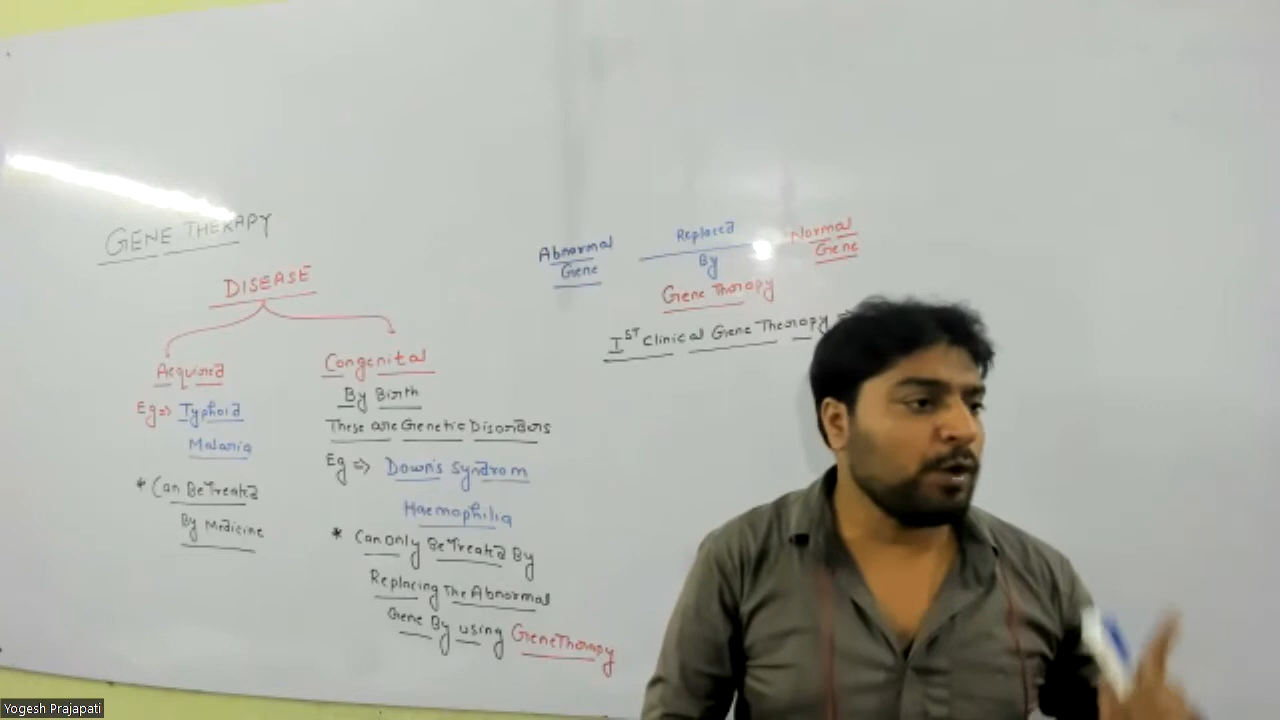 GENE THERAPY
DISEASE
Acquired
Eg => Typhoid
Malaria
* Can Be Treated
By Medicine
Congenital
By Birth
These are Genetic Disorders
Eg => Down's Syndrom
Haemophilia
* Can Only Be Treated By
Replacing The Abnormal
Gene By using Gene Therapy
Abnormal
Gene
Replaced
By
Gene Therapy
Normal
Gene
IST Clinical Gene Therapy
Yogesh Prajapati